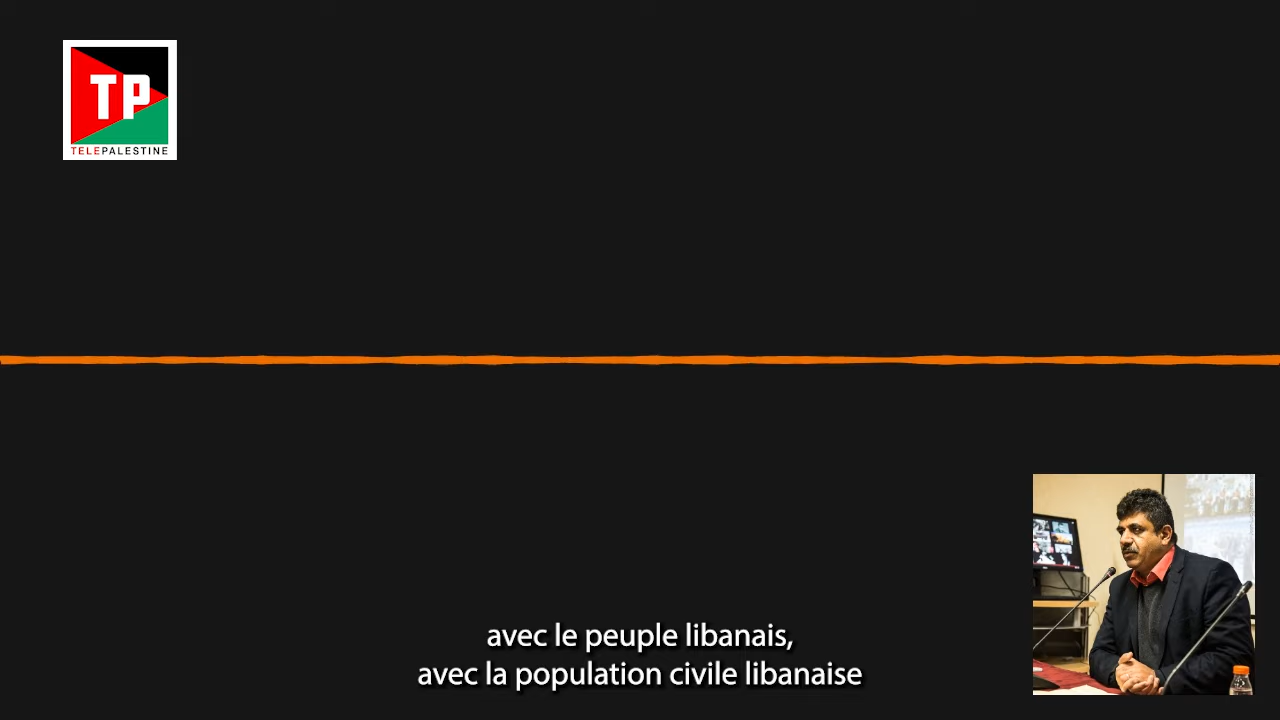 TP
TELEPALESTINE
avec le peuple libanais,
avec la population civile libanaise